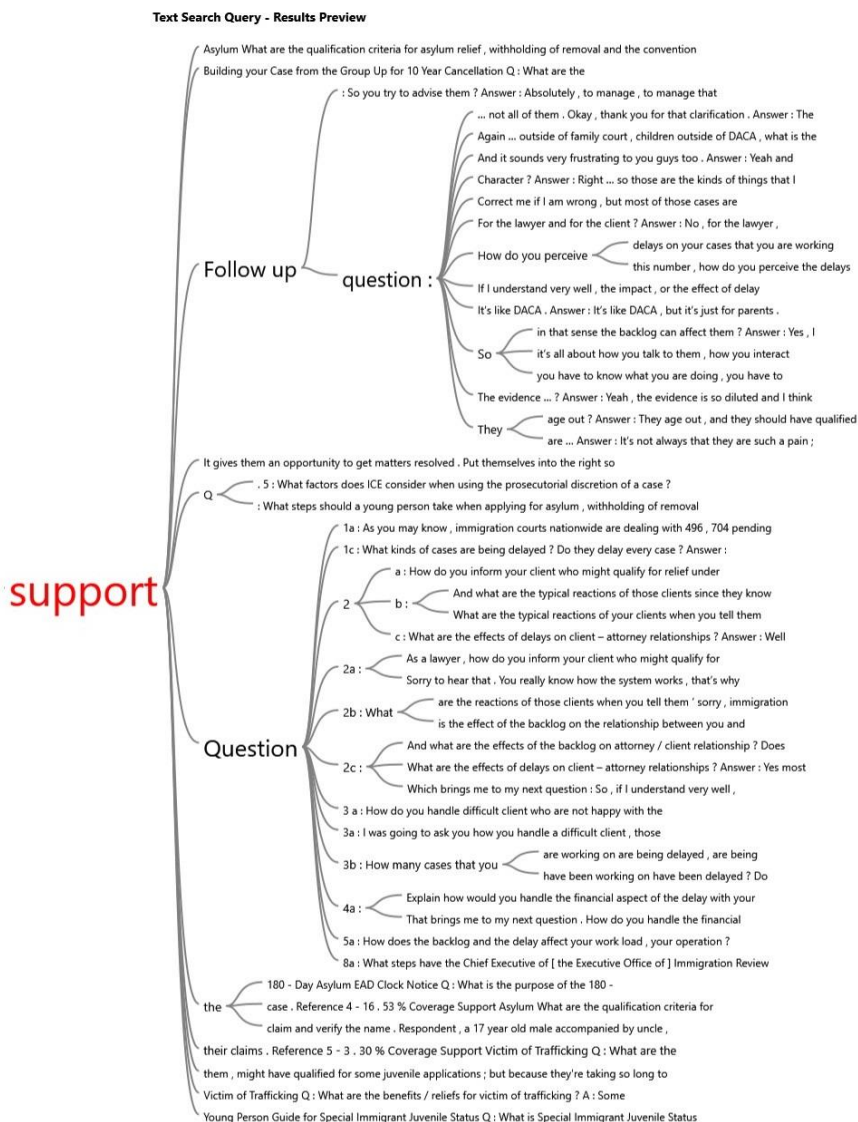 Text Search Query - Results Preview
Asylum What are the qualification criteria for asylum relief , withholding of removal and the convention
Building your Case from the Group Up for 10 Year Cancellation Q : What are the
: So you try to advise them ? Answer : Absolutely , to manage , to manage that
... not all of them . Okay , thank you for that clarification . Answer : The
Again ... outside of family court , children outside of DACA , what is the
And it sounds very frustrating to you guys too . Answer : Yeah and
Character ? Answer : Right ... so those are the kinds of things that I
Correct me if I am wrong , but most of those cases are
For the lawyer and for the client ? Answer : No , for the lawyer ,
Follow up
question :
How do you perceive
delays on your cases that you are working
this number , how do you perceive the delays
If I understand very well , the impact , or the effect of delay
It's like DACA . Answer : It's like DACA , but it's just for parents .
So
in that sense the backlog can affect them ? Answer : Yes , I
it's all about how you talk to them , how you interact
you have to know what you are doing , you have to
The evidence ... ? Answer : Yeah , the evidence is so diluted and I think
They
age out ? Answer : They age out , and they should have qualified
are ... Answer : It's not always that they are such a pain ;
It gives them an opportunity to get matters resolved . Put themselves into the right so
Q
. 5 : What factors does ICE consider when using the prosecutorial discretion of a case ?
: What steps should a young person take when applying for asylum , withholding of removal
support
Question
1a : As you may know , immigration courts nationwide are dealing with 496 , 704 pending
1c : What kinds of cases are being delayed ? Do they delay every case ? Answer :
2
a : How do you inform your client who might qualify for relief under
b :
And what are the typical reactions of those clients since they know
What are the typical reactions of your clients when you tell them
c : What are the effects of delays on client – attorney relationships ? Answer : Well
2a :
As a lawyer , how do you inform your client who might qualify for
Sorry to hear that . You really know how the system works , that's why
2b : What
are the reactions of those clients when you tell them ' sorry , immigration
is the effect of the backlog on the relationship between you and
2c :
And what are the effects of the backlog on attorney / client relationship ? Does
What are the effects of delays on client – attorney relationships ? Answer : Yes most
Which brings me to my next question : So , if I understand very well ,
3 a : How do you handle difficult client who are not happy with the
3a : I was going to ask you how you handle a difficult client , those
3b : How many cases that you
are working on are being delayed , are being
have been working on have been delayed ? Do
4a :
Explain how would you handle the financial aspect of the delay with your
That brings me to my next question . How do you handle the financial
5a : How does the backlog and the delay affect your work load , your operation ?
8a : What steps have the Chief Executive of [ the Executive Office of ] Immigration Review
the
180 - Day Asylum EAD Clock Notice Q : What is the purpose of the 180 -
case . Reference 4 - 16 . 53 % Coverage Support Asylum What are the qualification criteria for
claim and verify the name . Respondent , a 17 year old male accompanied by uncle ,
their claims . Reference 5 - 3 . 30 % Coverage Support Victim of Trafficking Q : What are the
them , might have qualified for some juvenile applications ; but because they're taking so long to
Victim of Trafficking Q : What are the benefits / reliefs for victim of trafficking ? A : Some
Young Person Guide for Special Immigrant Juvenile Status Q : What is Special Immigrant Juvenile Status